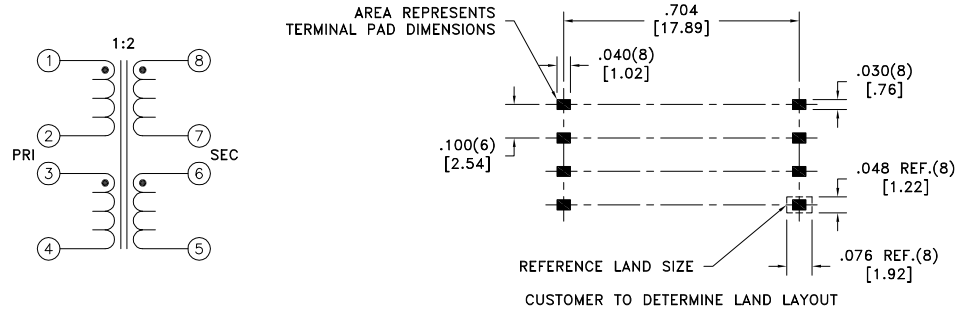 1:2
1
8
2
7
PRI
SEC
3
6
4
5
AREA REPRESENTS
TERMINAL PAD DIMENSIONS
.704
[17.89]
.040(8)
[1.02]
.030(8)
[.76]
.100(6)
[2.54]
.048 REF.(8)
[1.22]
REFERENCE LAND SIZE
.076 REF.(8)
[1.92]
CUSTOMER TO DETERMINE LAND LAYOUT